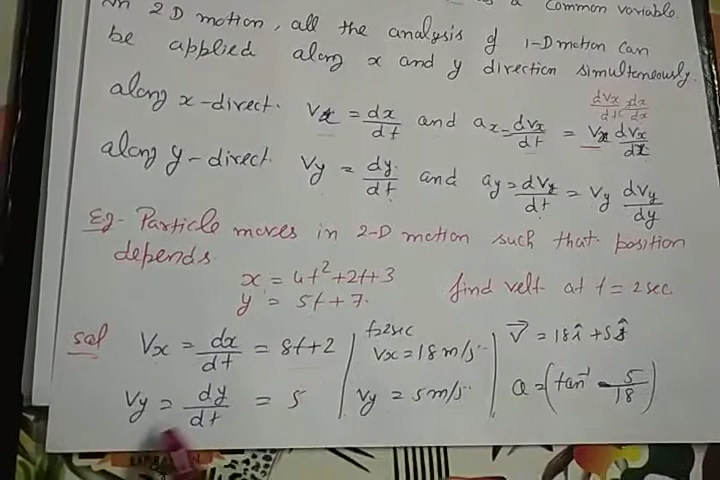 a common variable.
In 2D motion, all the analysis of 1-D motion can
be applied along x and y direction simultaneously.
along x-direct. Vx = dx/dt and ax = dvx/dt = Vx dvx/dx
dvx/dt dx/dx
along y-direct. Vy = dy/dt and ay = dvy/dt = vy dvy/dy
Eg- Particle moves in 2-D motion such that position
depends
x = 4t²+2t+3
y = 5t+7.
find velt. at t = 2sec
Sol
Vx = dx/dt = 8t+2
Vy = dy/dt = 5
t=2sec
Vx = 18 m/s
Vy = 5 m/s
V⃗ = 18î + 5ĵ
Q = (tan⁻¹ 5/18)